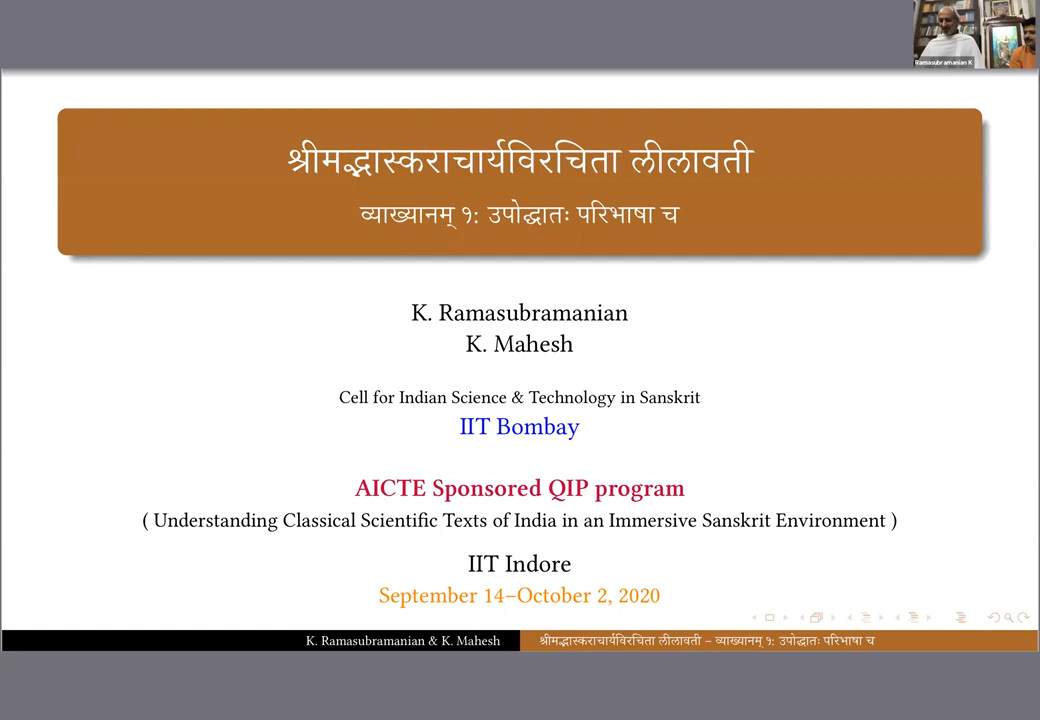 Ramasubramanian K
श्रीमद्भास्कराचार्यविरचिता लीलावती
व्याख्यानम् १: उपोद्घातः परिभाषा च
K. Ramasubramanian
K. Mahesh
Cell for Indian Science & Technology in Sanskrit
IIT Bombay
AICTE Sponsored QIP program
( Understanding Classical Scientific Texts of India in an Immersive Sanskrit Environment )
IIT Indore
September 14–October 2, 2020
K. Ramasubramanian & K. Mahesh
श्रीमद्भास्कराचार्यविरचिता लीलावती – व्याख्यानम् १: उपोद्घातः परिभाषा च